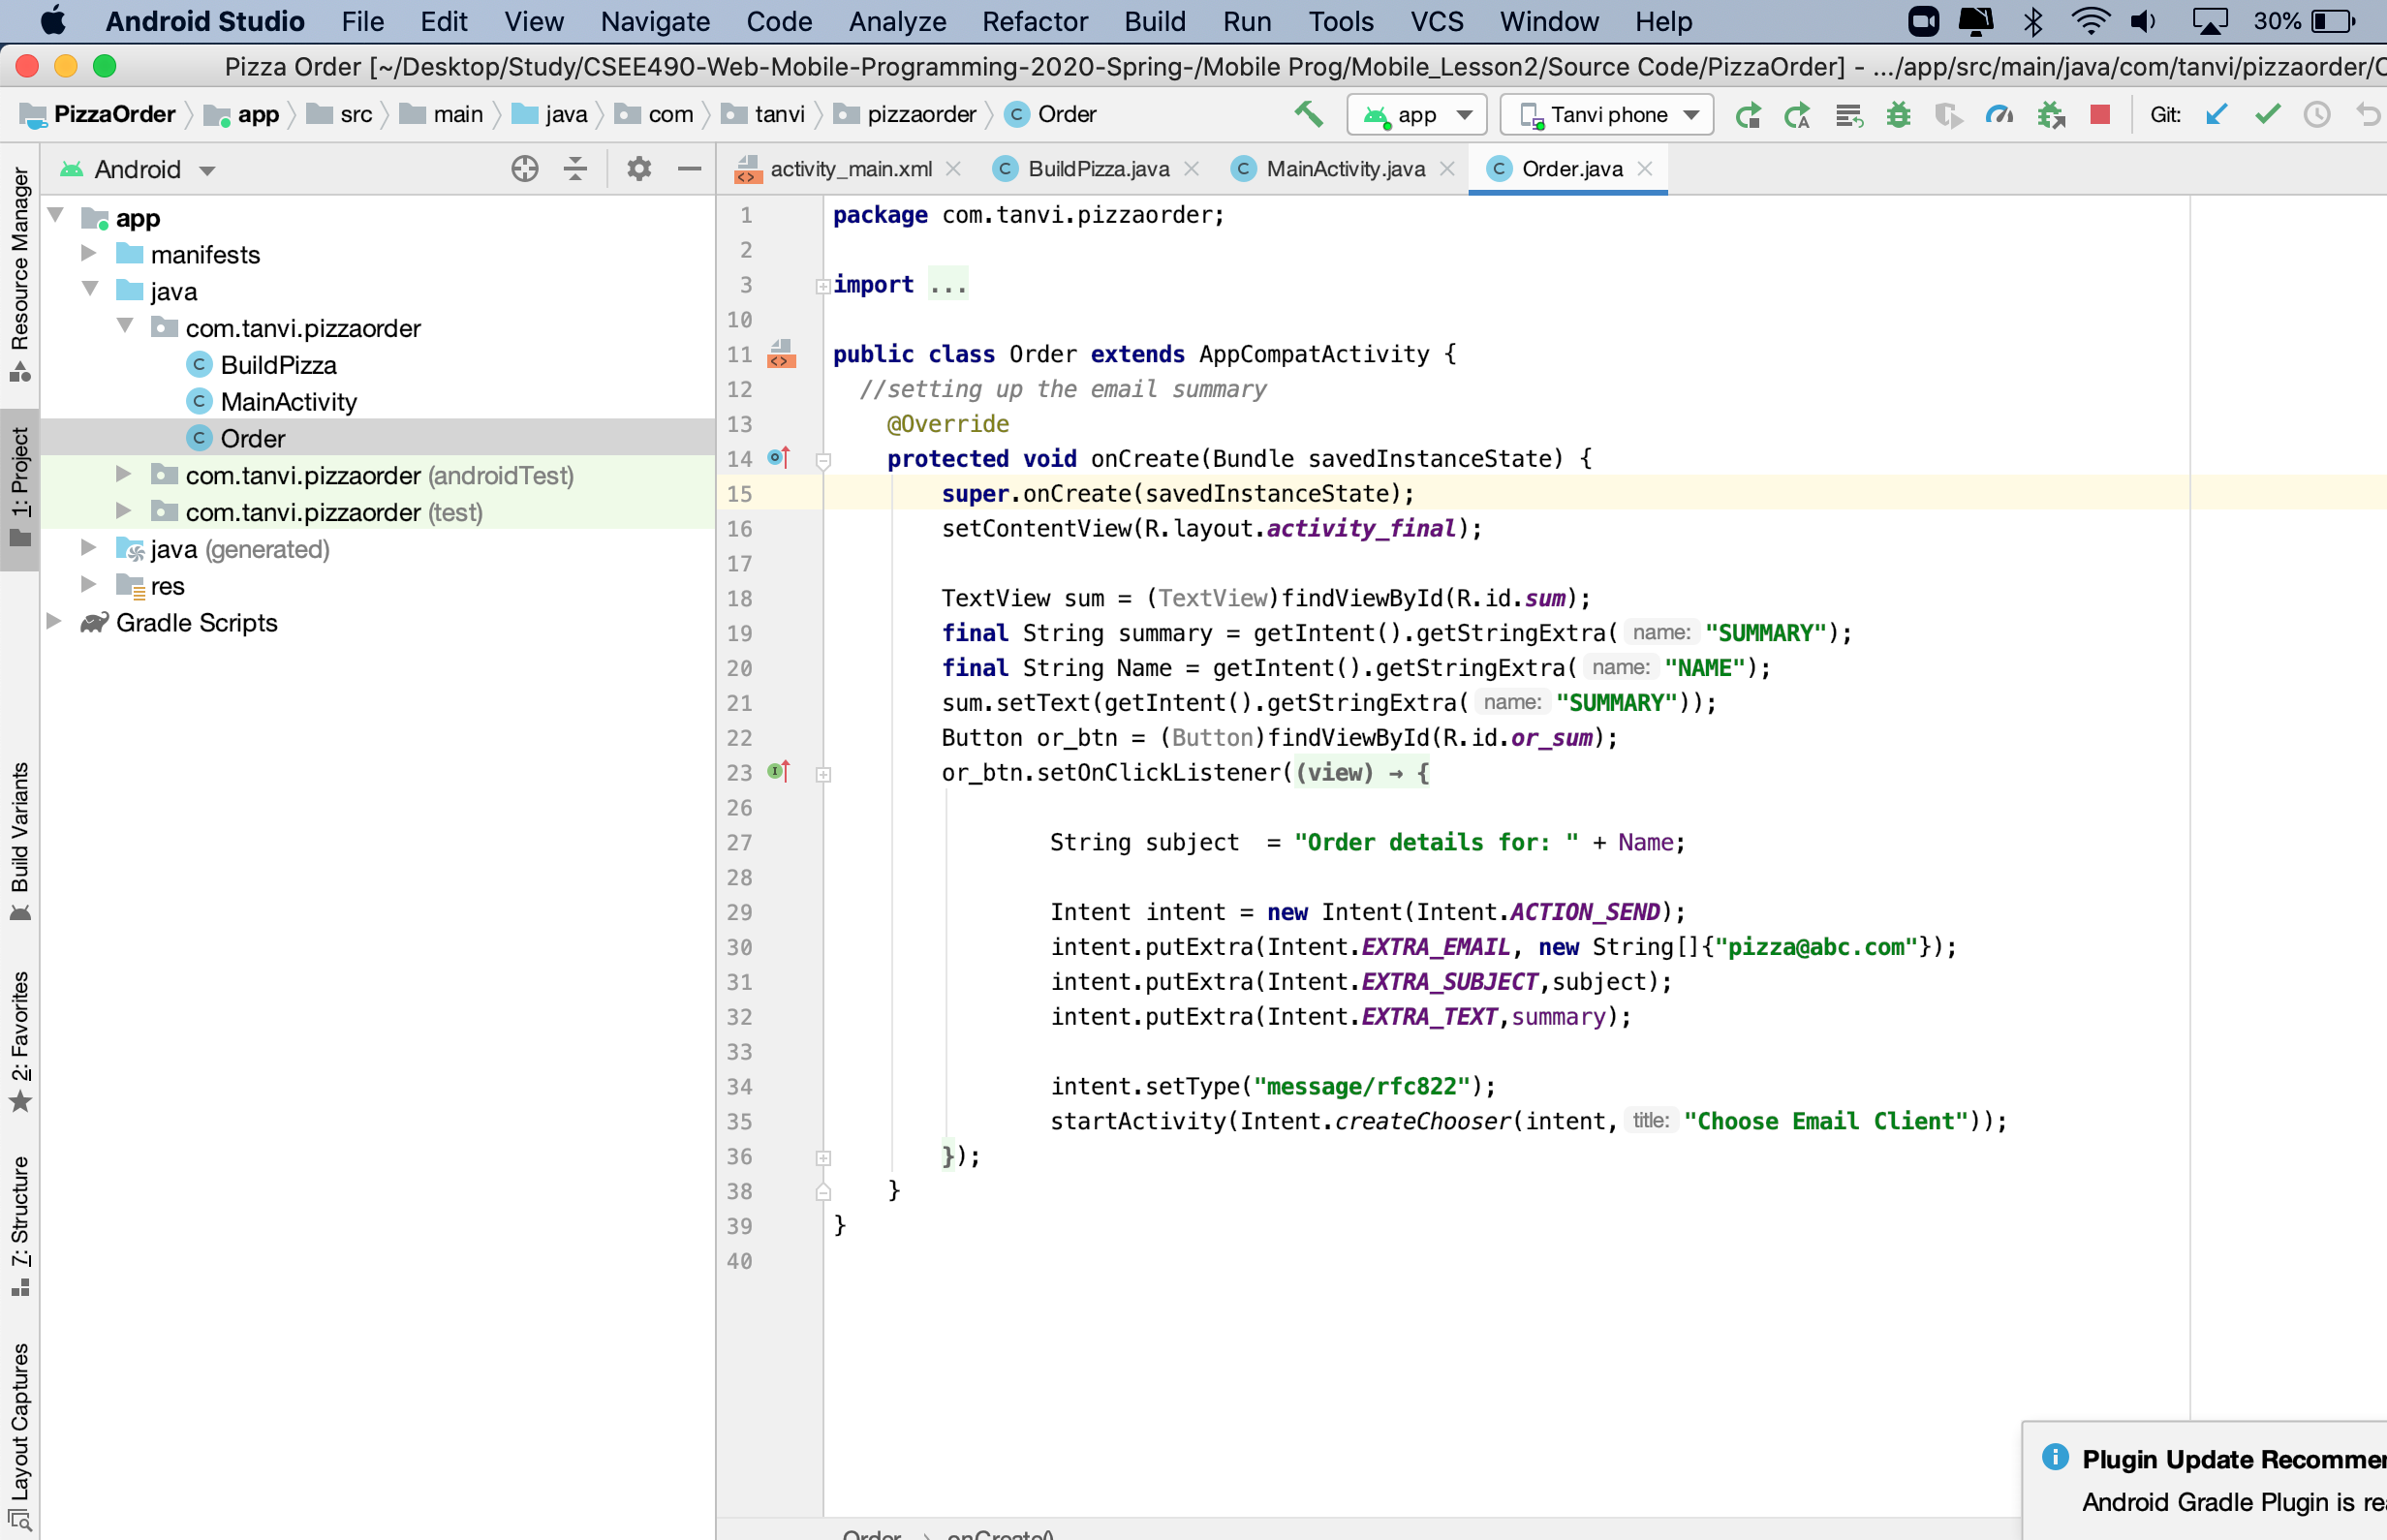 Android Studio File Edit View Navigate Code Analyze Refactor Build Run Tools VCS Window Help 30%
Pizza Order [~/Desktop/Study/CSEE490-Web-Mobile-Programming-2020-Spring-/Mobile Prog/Mobile_Lesson2/Source Code/PizzaOrder] - .../app/src/main/java/com/tanvi/pizzaorder/
PizzaOrder app src main java com tanvi pizzaorder Order app Tanvi phone Git:
Android
activity_main.xml BuildPizza.java MainActivity.java Order.java
Resource Manager
1: Project
Build Variants
2: Favorites
7: Structure
Layout Captures
app
manifests
java
com.tanvi.pizzaorder
BuildPizza
MainActivity
Order
com.tanvi.pizzaorder (androidTest)
com.tanvi.pizzaorder (test)
java (generated)
res
Gradle Scripts
1 package com.tanvi.pizzaorder;
2
3 import ...
10
11 public class Order extends AppCompatActivity {
12 //setting up the email summary
13 @Override
14 protected void onCreate(Bundle savedInstanceState) {
15 super.onCreate(savedInstanceState);
16 setContentView(R.layout.activity_final);
17
18 TextView sum = (TextView)findViewById(R.id.sum);
19 final String summary = getIntent().getStringExtra( name: "SUMMARY");
20 final String Name = getIntent().getStringExtra( name: "NAME");
21 sum.setText(getIntent().getStringExtra( name: "SUMMARY"));
22 Button or_btn = (Button)findViewById(R.id.or_sum);
23 or_btn.setOnClickListener((view) → {
26
27 String subject  = "Order details for: " + Name;
28
29 Intent intent = new Intent(Intent.ACTION_SEND);
30 intent.putExtra(Intent.EXTRA_EMAIL, new String[]{"pizza@abc.com"});
31 intent.putExtra(Intent.EXTRA_SUBJECT,subject);
32 intent.putExtra(Intent.EXTRA_TEXT,summary);
33
34 intent.setType("message/rfc822");
35 startActivity(Intent.createChooser(intent, title: "Choose Email Client"));
36 });
38 }
39 }
40
Plugin Update
Android Gradle Plugin is
Order onCreate()